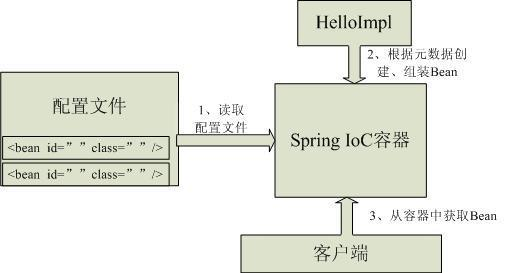 HelloImpl
2、根据元数据创
建、组装Bean
配置文件
1、读取
配置文件
<bean id=” ” class=” ”/>
<bean id=” ” class=” ”/>
Spring IoC容器
3、从容器中获取Bean
客户端